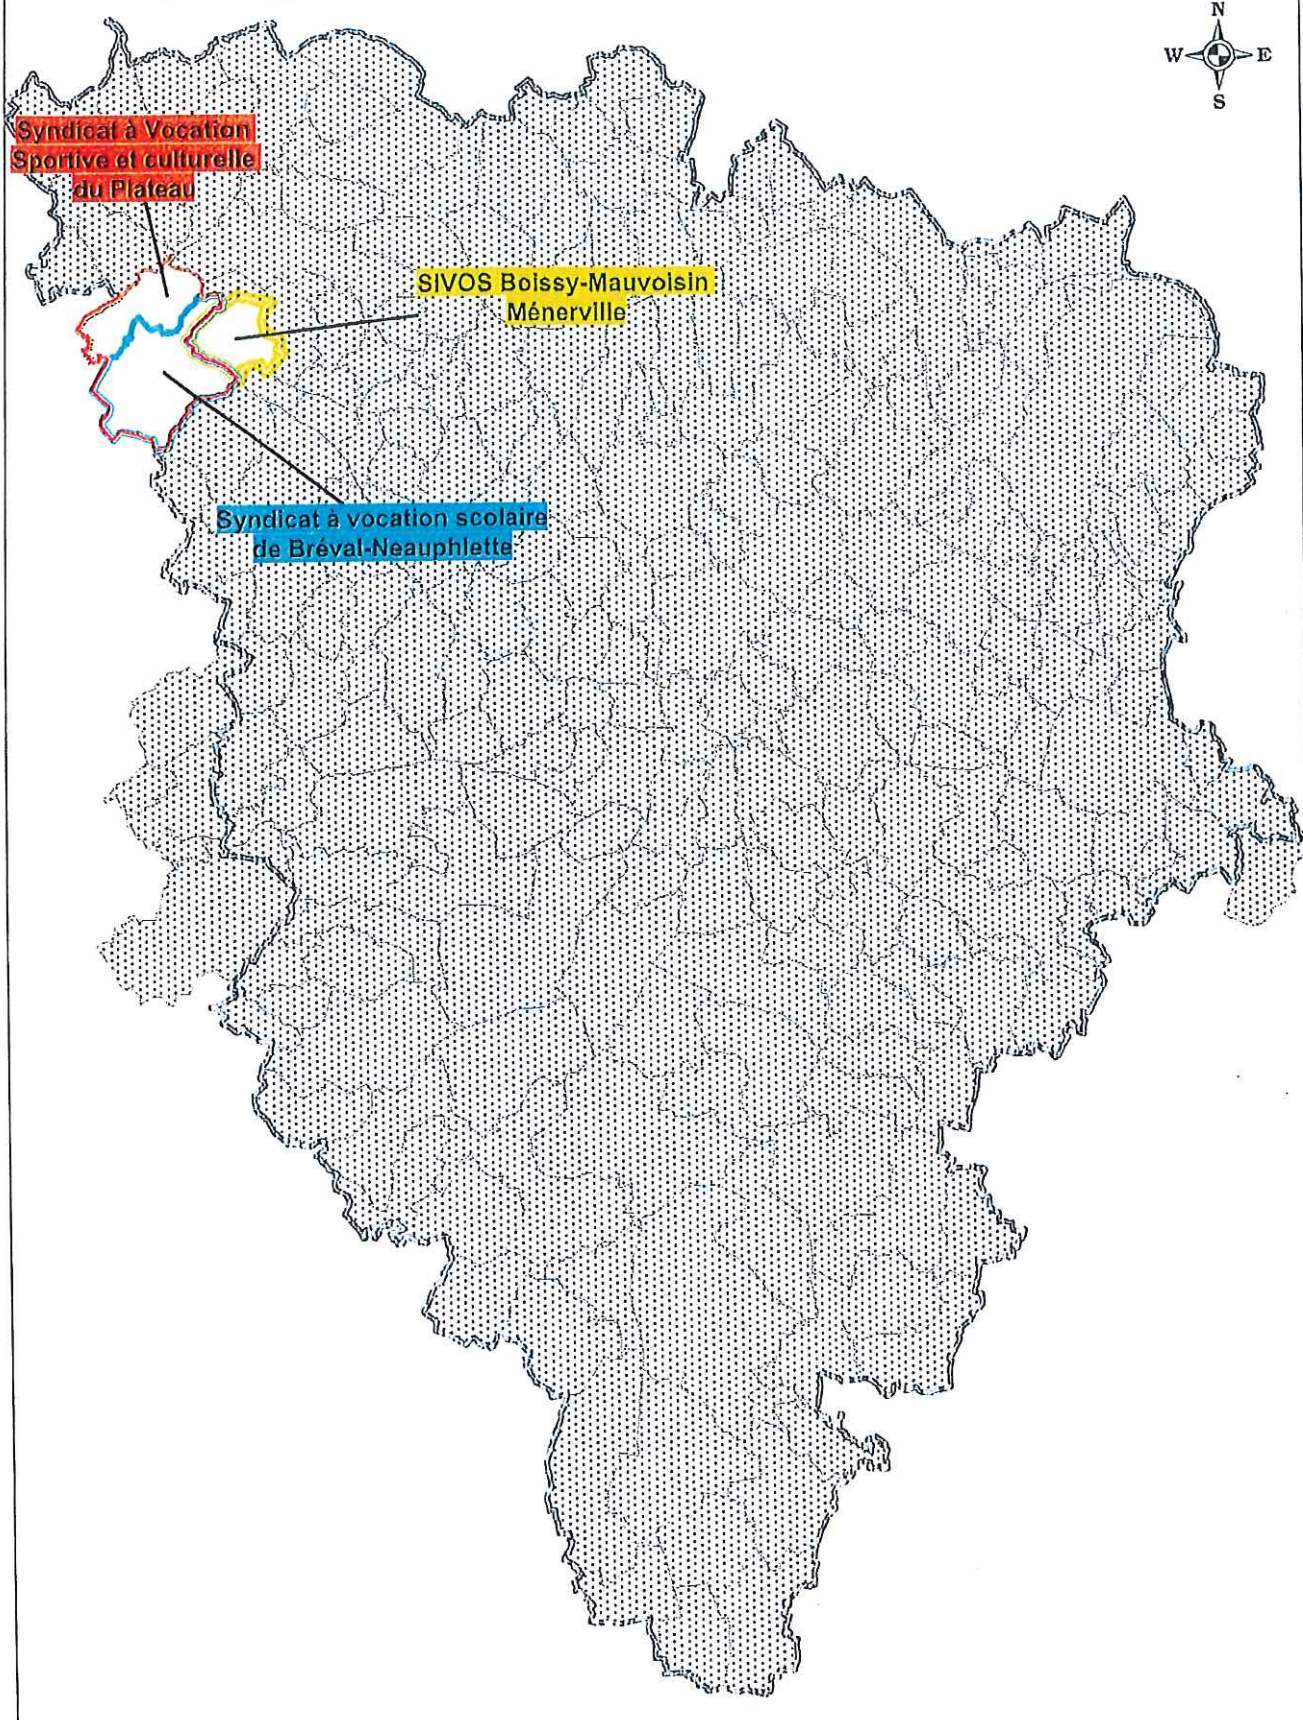 N
W E
S
Syndicat à Vocation
Sportive et culturelle
du Plateau
SIVOS Boissy-Mauvoisin
Ménerville
Syndicat à vocation scolaire
de Bréval-Neauphlette